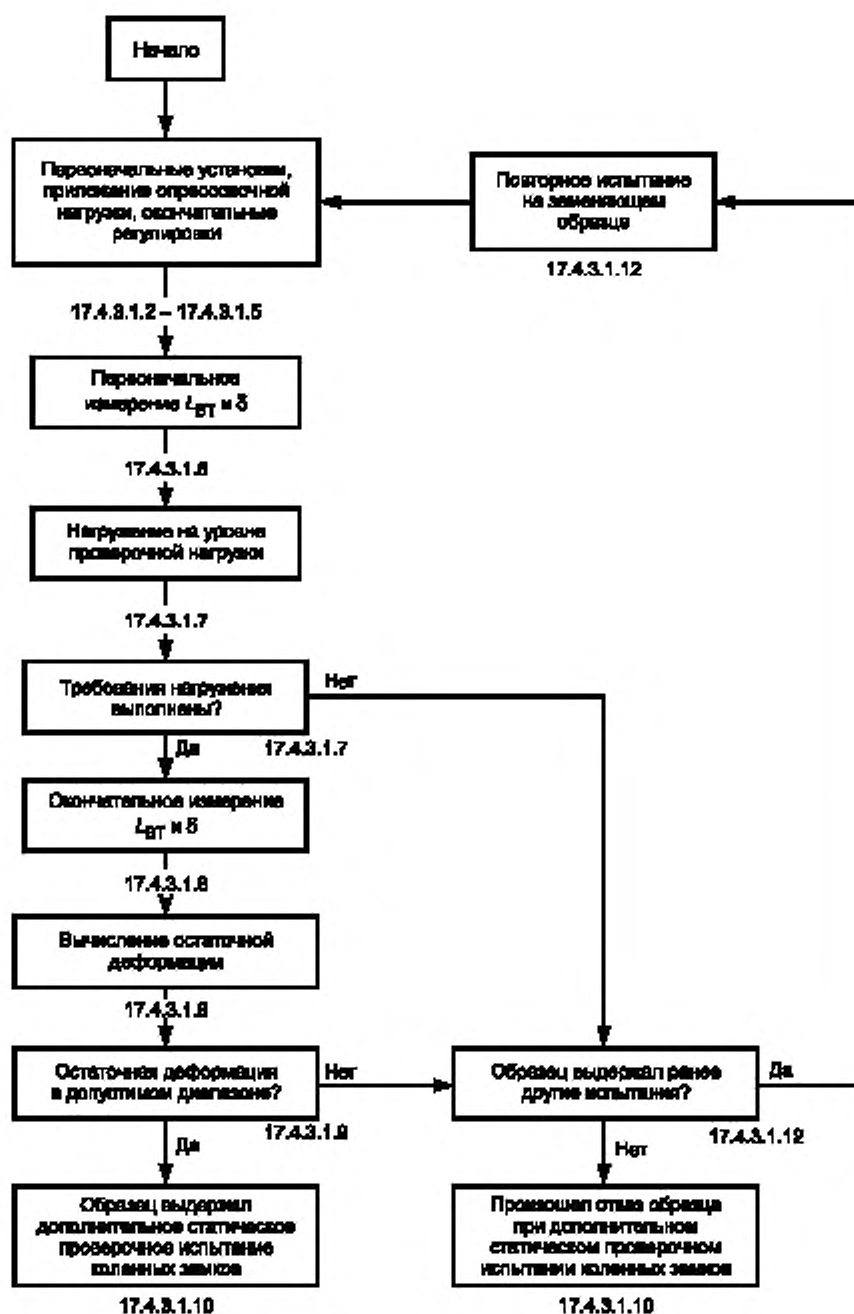 Начало
Первоначальные установки,
приложение опрессовочной
нагрузки, окончательные
регулировки
Повторное испытание
на заменяющем
образце
17.4.3.1.12
17.4.3.1.2 – 17.4.3.1.5
Первоначальное
измерение L_BT и δ
17.4.3.1.6
Нагружение на уровне
проверочной нагрузки
17.4.3.1.7
Требования нагружения
выполнены?
Нет
Да
17.4.3.1.7
Окончательное измерение
L_BT и δ
17.4.3.1.8
Вычисление остаточной
деформации
17.4.3.1.8
Остаточная деформация
в допустимом диапазоне?
Нет
17.4.3.1.9
Да
Образец выдержал ранее
другие испытания?
Да
17.4.3.1.12
Нет
Образец выдержал
дополнительное статическое
проверочное испытание
коленных замков
17.4.3.1.10
Произошел отказ образца
при дополнительном
статическом проверочном
испытании коленных замков
17.4.3.1.10